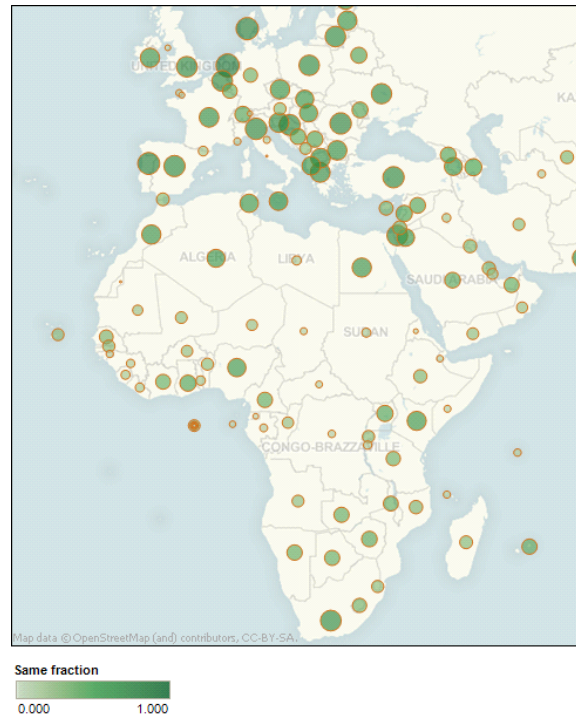 UNITED KINGDOM
KA
ALGERIA
LIBYA
SAUDI ARABIA
SUDAN
CONGO-BRAZZAVILLE
Map data © OpenStreetMap (and) contributors, CC-BY-SA.
Same fraction
0.000 1.000